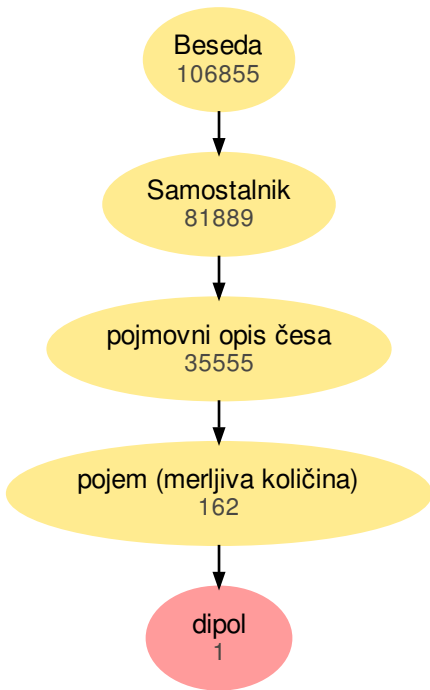 Beseda
106855
Samostalnik
81889
pojmovni opis česa
35555
pojem (merljiva količina)
162
dipol
1